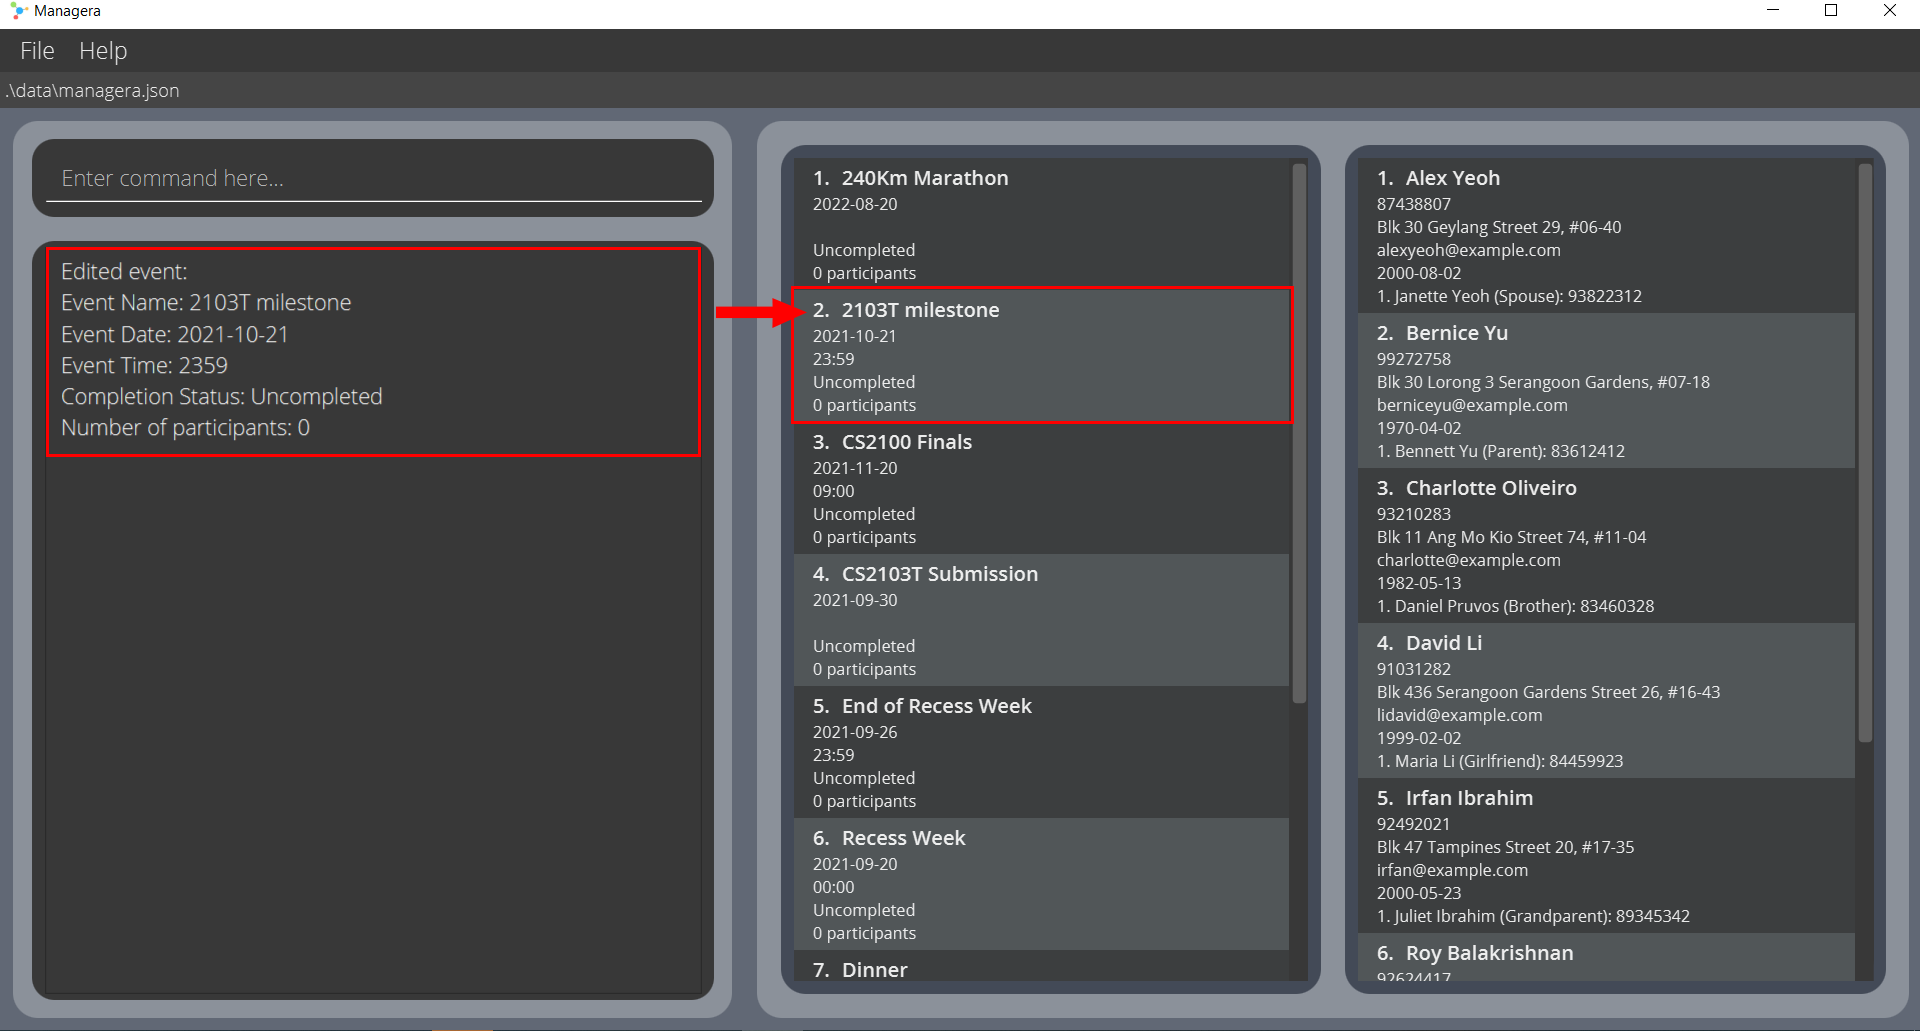 Managera
File Help
.\data\managera.json
Enter command here...
Edited event:
Event Name: 2103T milestone
Event Date: 2021-10-21
Event Time: 2359
Completion Status: Uncompleted
Number of participants: 0
1. 240Km Marathon
2022-08-20
Uncompleted
0 participants
2. 2103T milestone
2021-10-21
23:59
Uncompleted
0 participants
3. CS2100 Finals
2021-11-20
09:00
Uncompleted
0 participants
4. CS2103T Submission
2021-09-30
Uncompleted
0 participants
5. End of Recess Week
2021-09-26
23:59
Uncompleted
0 participants
6. Recess Week
2021-09-20
00:00
Uncompleted
0 participants
7. Dinner
1. Alex Yeoh
87438807
Blk 30 Geylang Street 29, #06-40
alexyeoh@example.com
2000-08-02
1. Janette Yeoh (Spouse): 93822312
2. Bernice Yu
99272758
Blk 30 Lorong 3 Serangoon Gardens, #07-18
berniceyu@example.com
1970-04-02
1. Bennett Yu (Parent): 83612412
3. Charlotte Oliveiro
93210283
Blk 11 Ang Mo Kio Street 74, #11-04
charlotte@example.com
1982-05-13
1. Daniel Pruvos (Brother): 83460328
4. David Li
91031282
Blk 436 Serangoon Gardens Street 26, #16-43
lidavid@example.com
1999-02-02
1. Maria Li (Girlfriend): 84459923
5. Irfan Ibrahim
92492021
Blk 47 Tampines Street 20, #17-35
irfan@example.com
2000-05-23
1. Juliet Ibrahim (Grandparent): 89345342
6. Roy Balakrishnan
92624417